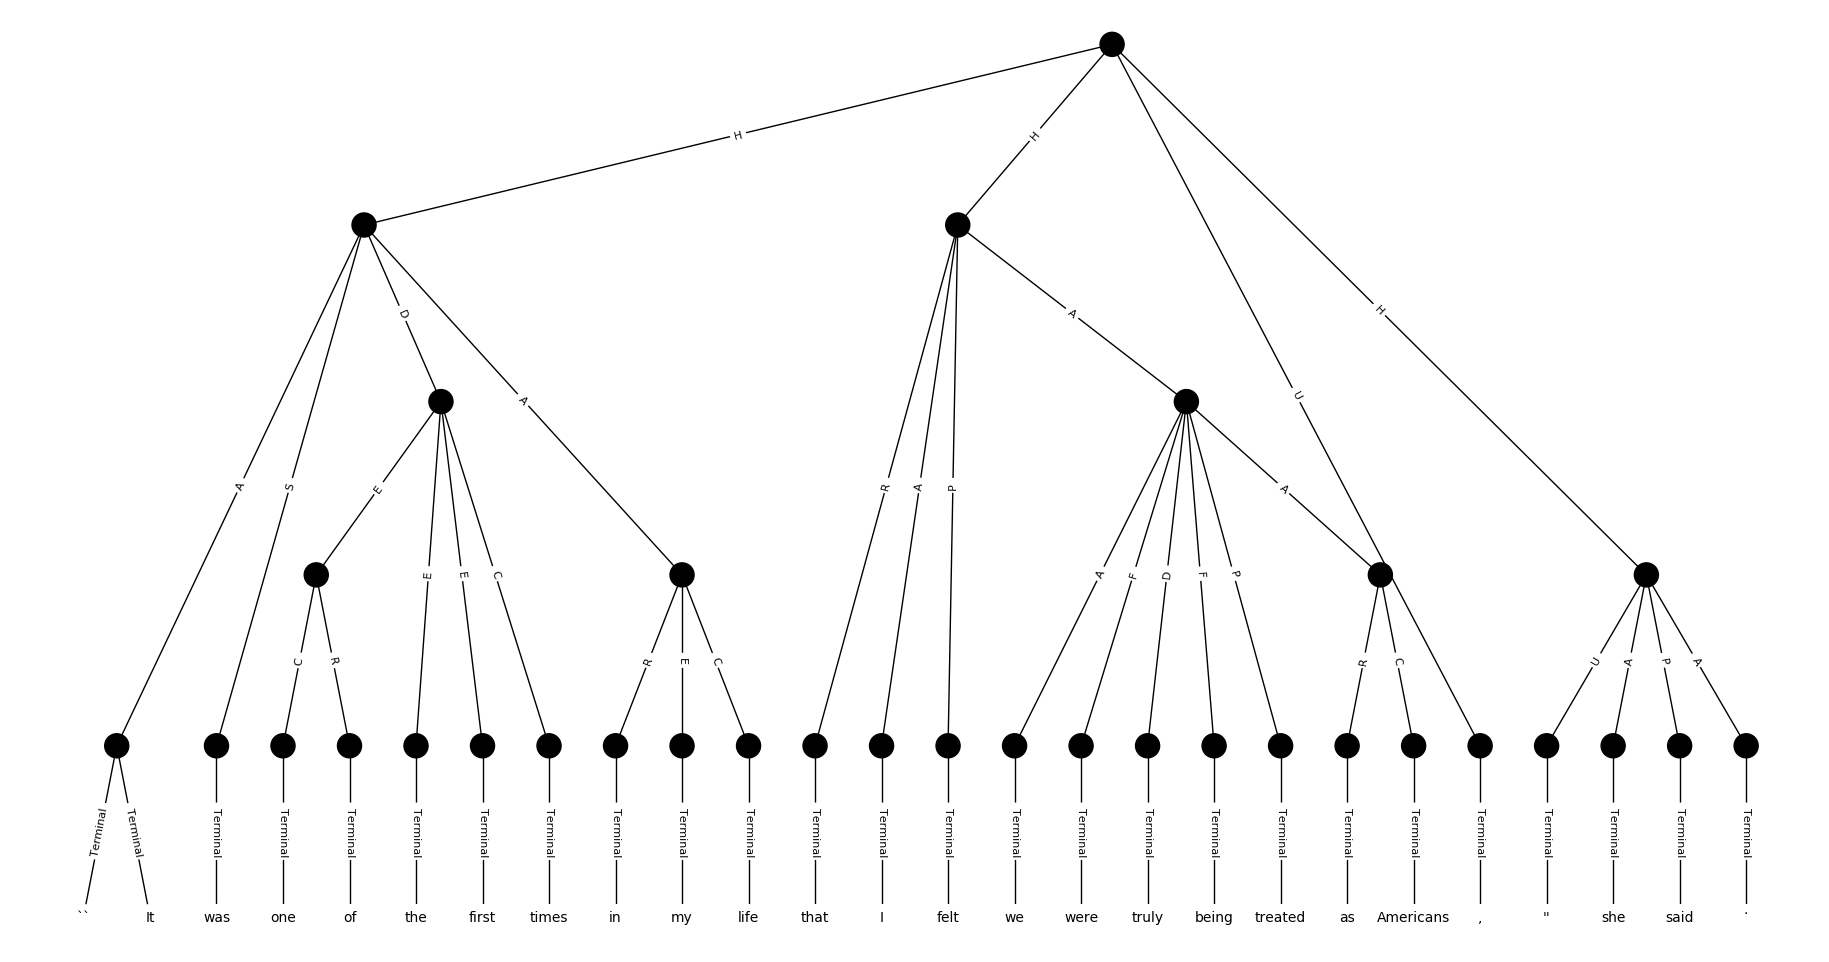 H H
H
D
A A
A U
A S E R A P A
E E C A F D F P
C R R E C R C U A P A
Terminal Terminal Terminal Terminal Terminal Terminal Terminal Terminal Terminal Terminal Terminal Terminal Terminal Terminal Terminal Terminal Terminal Terminal Terminal Terminal Terminal Terminal Terminal Terminal Terminal Terminal
`` It was one of the first times in my life that I felt we were truly being treated as Americans , " she said .